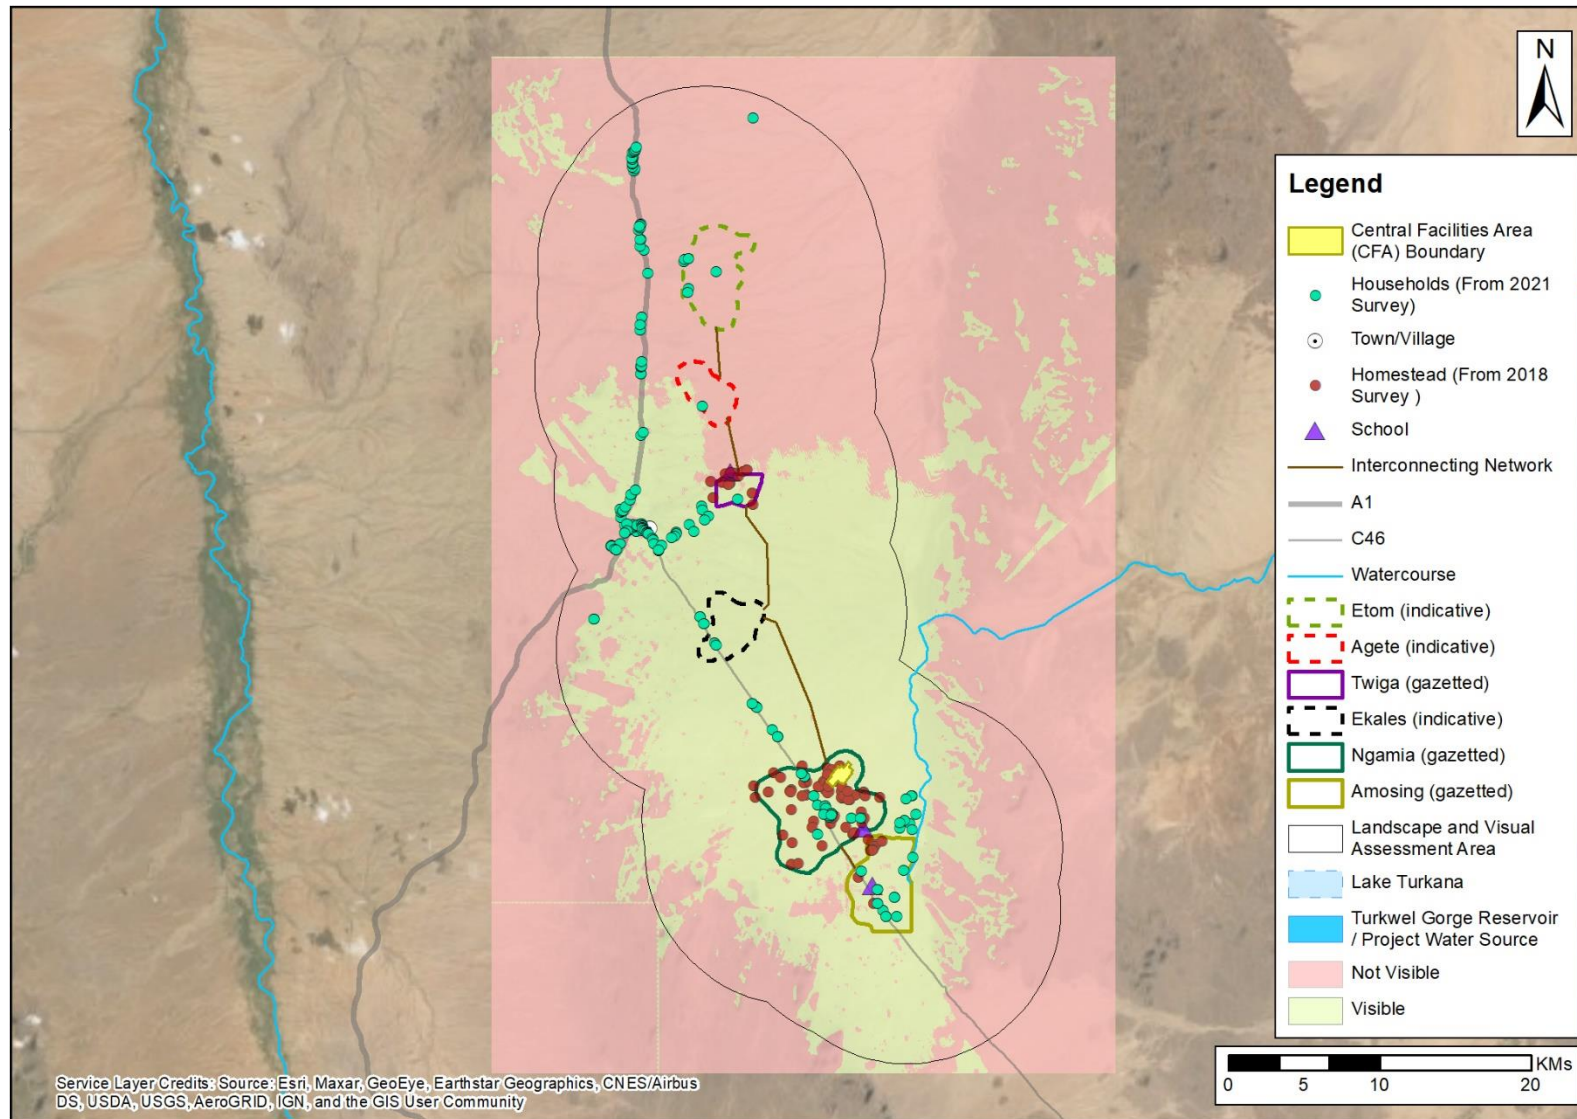 N
Legend
Central Facilities Area
(CFA) Boundary
Households (From 2021
Survey)
Town/Village
Homestead (From 2018
Survey )
School
Interconnecting Network
A1
C46
Watercourse
Etom (indicative)
Agete (indicative)
Twiga (gazetted)
Ekales (indicative)
Ngamia (gazetted)
Amosing (gazetted)
Landscape and Visual
Assessment Area
Lake Turkana
Turkwel Gorge Reservoir
/ Project Water Source
Not Visible
Visible
KMs
0 5 10 20
Service Layer Credits: Source: Esri, Maxar, GeoEye, Earthstar Geographics, CNES/Airbus
DS, USDA, USGS, AeroGRID, IGN, and the GIS User Community